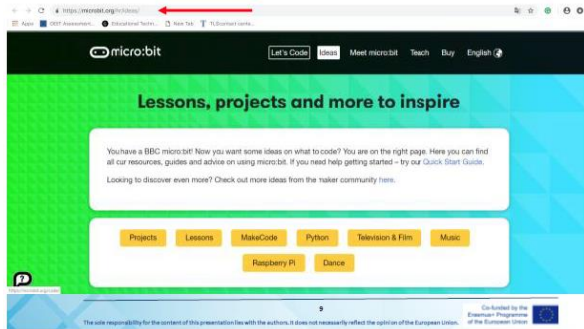 https://microbit.org/hr/ideas/
Apps DEIT Assessmen... Educational Techn... New Tab TLScontact cente...
micro:bit Let's Code Ideas Meet micro:bit Teach Buy English
Lessons, projects and more to inspire
You have a BBC micro:bit! Now you want some ideas on what to code? You are on the right page. Here you can find
all our resources, guides and advice on using micro:bit. If you need help getting started – try our Quick Start Guide.
Looking to discover even more? Check out more ideas from the maker community here.
Projects Lessons MakeCode Python Television & Film Music
Raspberry Pi Dance
9
The sole responsibility for the content of this presentation lies with the authors. It does not necessarily reflect the opinion of the European Union.
Co-funded by the
Erasmus+ Programme
of the European Union